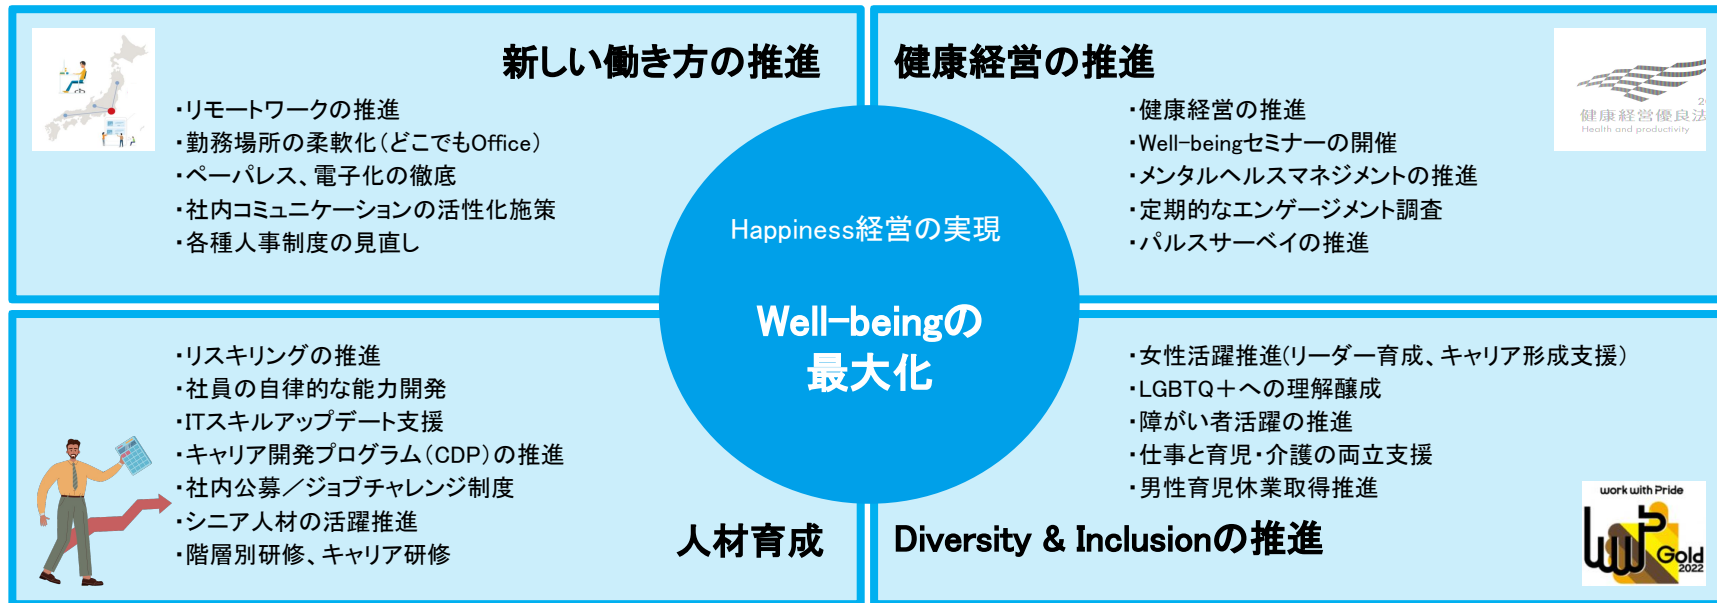 新しい働き方の推進
・リモートワークの推進
・勤務場所の柔軟化(どこでもOffice)
・ペーパレス、電子化の徹底
・社内コミュニケーションの活性化施策
・各種人事制度の見直し
健康経営の推進
・健康経営の推進
・Well-beingセミナーの開催
・メンタルヘルスマネジメントの推進
・定期的なエンゲージメント調査
・パルスサーベイの推進
健康経営優良法
Health and productivity
Happiness経営の実現
Well-beingの
最大化
・リスキリングの推進
・社員の自律的な能力開発
・ITスキルアップデート支援
・キャリア開発プログラム(CDP)の推進
・社内公募/ジョブチャレンジ制度
・シニア人材の活躍推進
・階層別研修、キャリア研修
人材育成
・女性活躍推進(リーダー育成、キャリア形成支援)
・LGBTQ+への理解醸成
・障がい者活躍の推進
・仕事と育児・介護の両立支援
・男性育児休業取得推進
Diversity & Inclusionの推進
work with Pride
Gold
2022